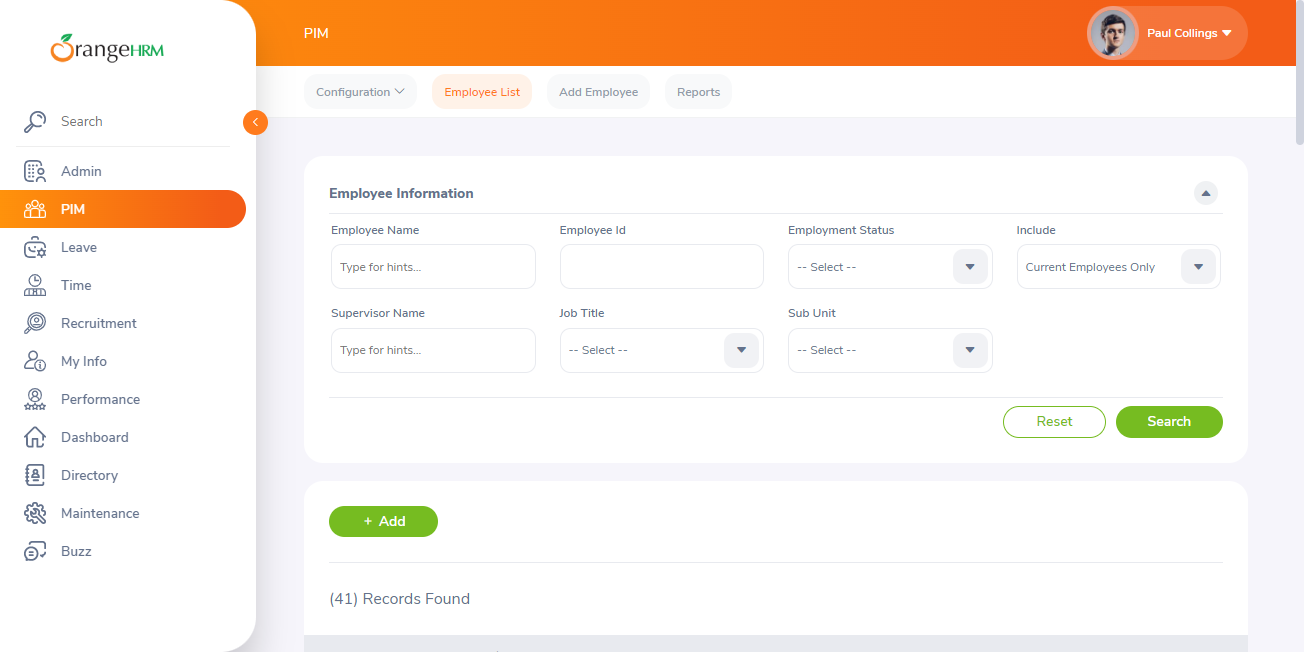 OrangeHRM
PIM
Paul Collings
Configuration
Employee List
Add Employee
Reports
Search
Admin
PIM
Leave
Time
Recruitment
My Info
Performance
Dashboard
Directory
Maintenance
Buzz
Employee Information
Employee Name
Employee Id
Employment Status
Include
Type for hints...
-- Select --
Current Employees Only
Supervisor Name
Job Title
Sub Unit
Type for hints...
-- Select --
-- Select --
Reset
Search
+ Add
(41) Records Found